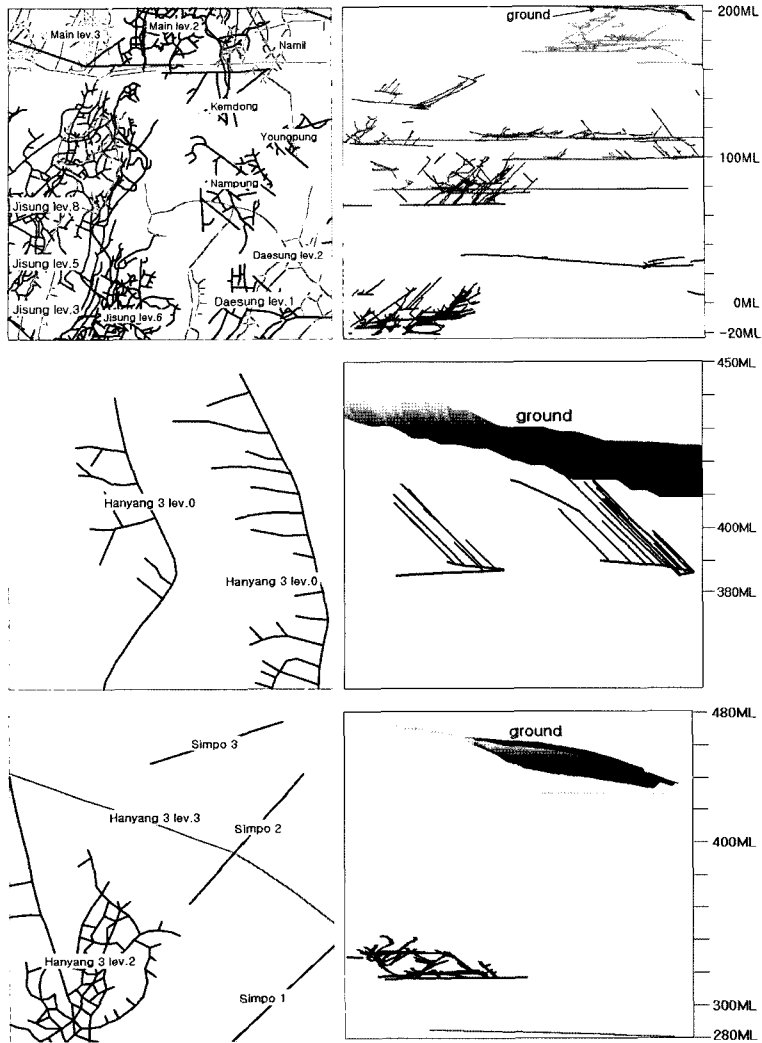 Main lev.3
Main lev.2
Namil
Kemdong
Youngpung
Nampung
Jisung lev.8
Jisung lev.5
Daesung lev.2
Jisung lev.3
Jisung lev.6
Daesung lev.1
ground
200ML
100ML
0ML
-20ML
Hanyang 3 lev.0
Hanyang 3 lev.0
450ML
ground
400ML
380ML
Simpo 3
Hanyang 3 lev.3
Simpo 2
Hanyang 3 lev.2
Simpo 1
480ML
ground
400ML
300ML
280ML